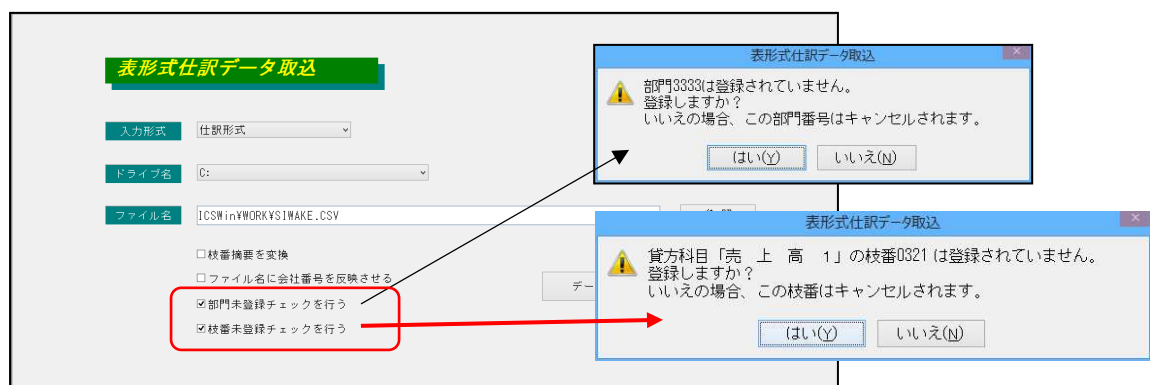 表形式仕訳データ取込
入力形式
仕訳形式
ドライブ名
C:
ファイル名
ICSWin¥WORK¥SIWAKE.CSV
枝番摘要を変換
ファイル名に会社番号を反映させる
部門未登録チェックを行う
枝番未登録チェックを行う
デー
表形式仕訳データ取込
部門3333は登録されていません。
登録しますか？
いいえの場合、この部門番号はキャンセルされます。
はい(Y)
いいえ(N)
表形式仕訳データ取込
貸方科目「売　上　高　1」の枝番0321は登録されていません。
登録しますか？
いいえの場合、この枝番はキャンセルされます。
はい(Y)
いいえ(N)